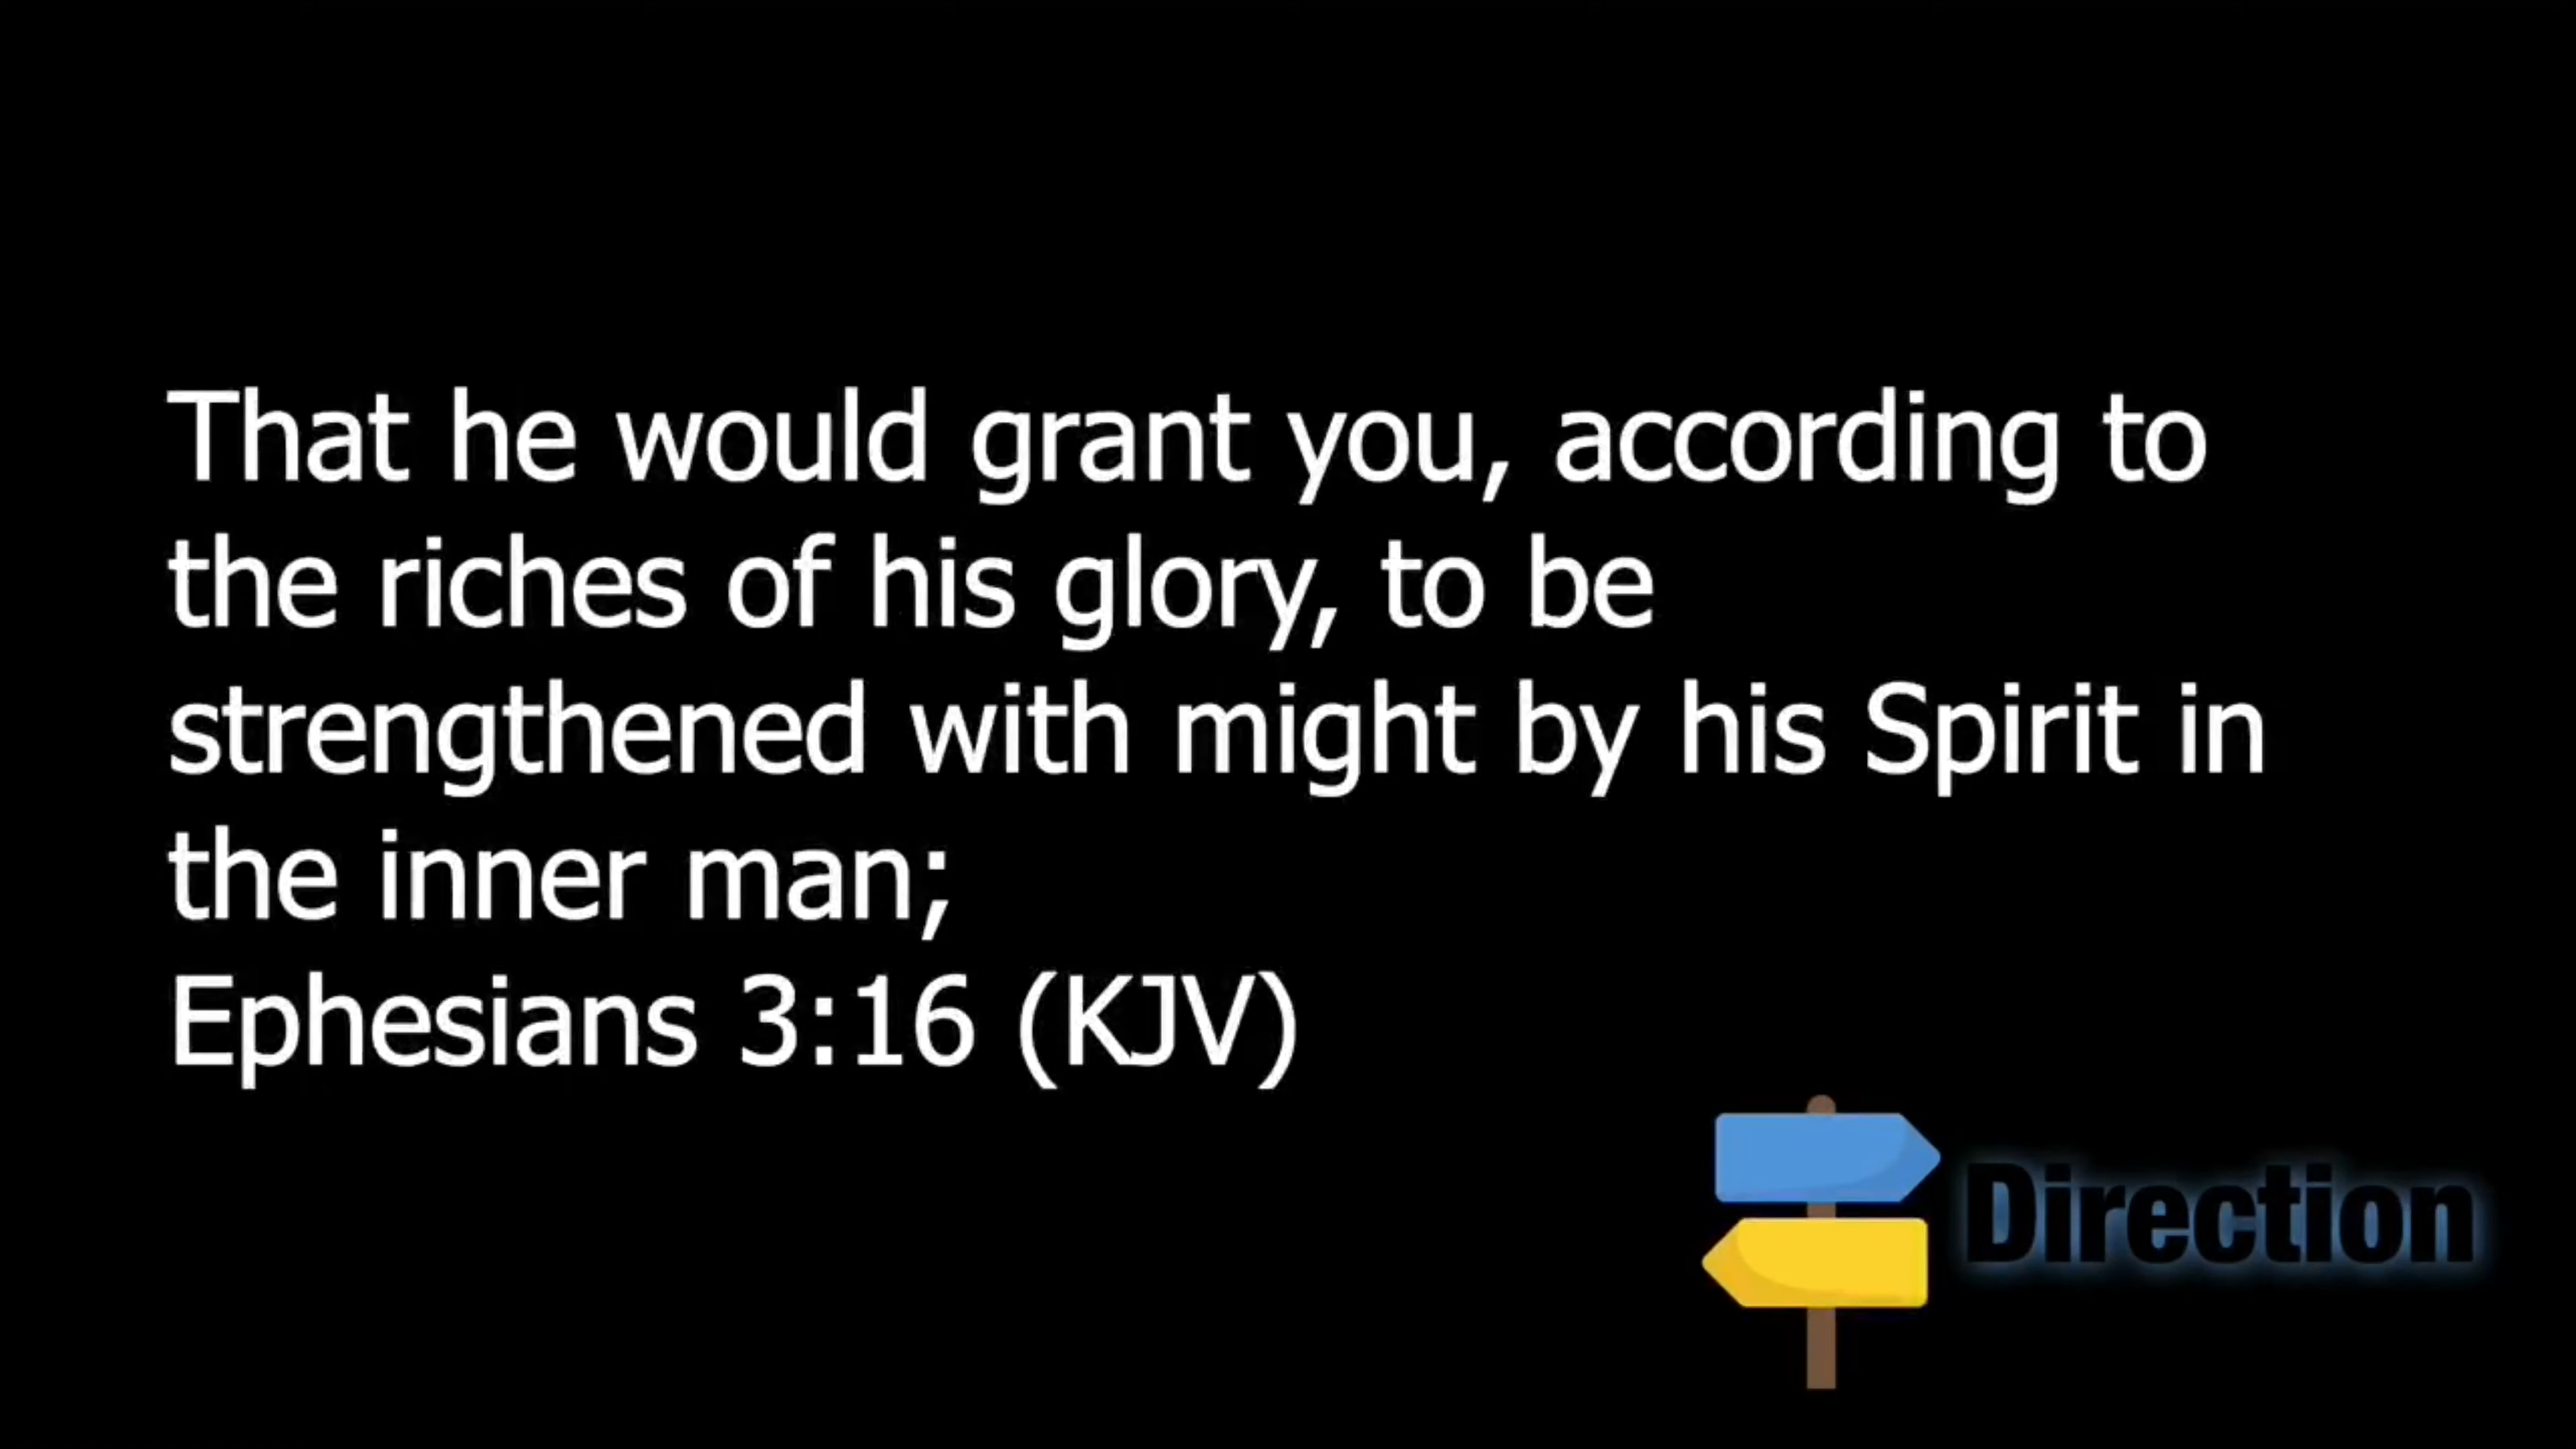 That he would grant you, according to
the riches of his glory, to be
strengthened with might by his Spirit in
the inner man;
Ephesians 3:16 (KJV)
Direction